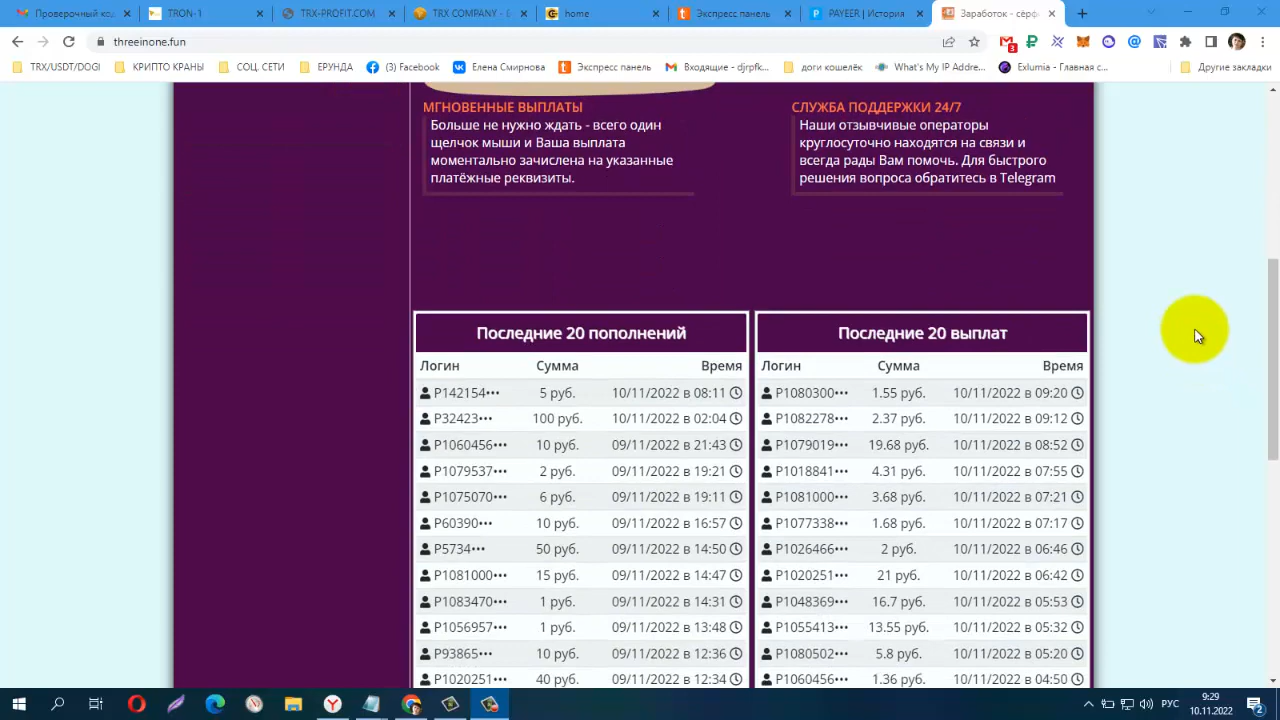 Проверочный ко
TRON-1
TRX-PROFIT.COM
TRX COMPANY - E
home
Экспресс панель
PAYEER | История
Заработок - сёрф
threeinone.fun
3
TRX/USDT/DOGI
КРИПТО КРАНЫ
СОЦ. СЕТИ
ЕРУНДА
(3) Facebook
Елена Смирнова
Экспресс панель
Входящие - djrpfk...
доги кошелёк
What's My IP Addre...
Exlumia - Главная с...
Другие закладки
МГНОВЕННЫЕ ВЫПЛАТЫ
Больше не нужно ждать - всего один
щелчок мыши и Ваша выплата
моментально зачислена на указанные
платёжные реквизиты.
СЛУЖБА ПОДДЕРЖКИ 24/7
Наши отзывчивые операторы
круглосуточно находятся на связи и
всегда рады Вам помочь. Для быстрого
решения вопроса обратитесь в Telegram
Последние 20 пополнений
Логин Сумма Время
P142154••• 5 руб. 10/11/2022 в 08:11
P32423••• 100 руб. 10/11/2022 в 02:04
P1060456••• 10 руб. 09/11/2022 в 21:43
P1079537••• 2 руб. 09/11/2022 в 19:21
P1075070••• 6 руб. 09/11/2022 в 19:11
P60390••• 10 руб. 09/11/2022 в 16:57
P5734••• 50 руб. 09/11/2022 в 14:50
P1081000••• 15 руб. 09/11/2022 в 14:47
P1083470••• 1 руб. 09/11/2022 в 14:31
P1056957••• 1 руб. 09/11/2022 в 13:48
P93865••• 10 руб. 09/11/2022 в 12:36
P1020251••• 40 руб. 09/11/2022 в 12:34
Последние 20 выплат
Логин Сумма Время
P1080300••• 1.55 руб. 10/11/2022 в 09:20
P1082278••• 2.37 руб. 10/11/2022 в 09:12
P1079019••• 19.68 руб. 10/11/2022 в 08:52
P1018841••• 4.31 руб. 10/11/2022 в 07:55
P1081000••• 3.68 руб. 10/11/2022 в 07:21
P1077338••• 1.68 руб. 10/11/2022 в 07:17
P1026466••• 2 руб. 10/11/2022 в 06:46
P1020251••• 21 руб. 10/11/2022 в 06:42
P1048369••• 16.7 руб. 10/11/2022 в 05:53
P1055413••• 13.55 руб. 10/11/2022 в 05:32
P1080502••• 5.8 руб. 10/11/2022 в 05:20
P1060456••• 1.36 руб. 10/11/2022 в 04:50
РУС
9:29
10.11.2022
2